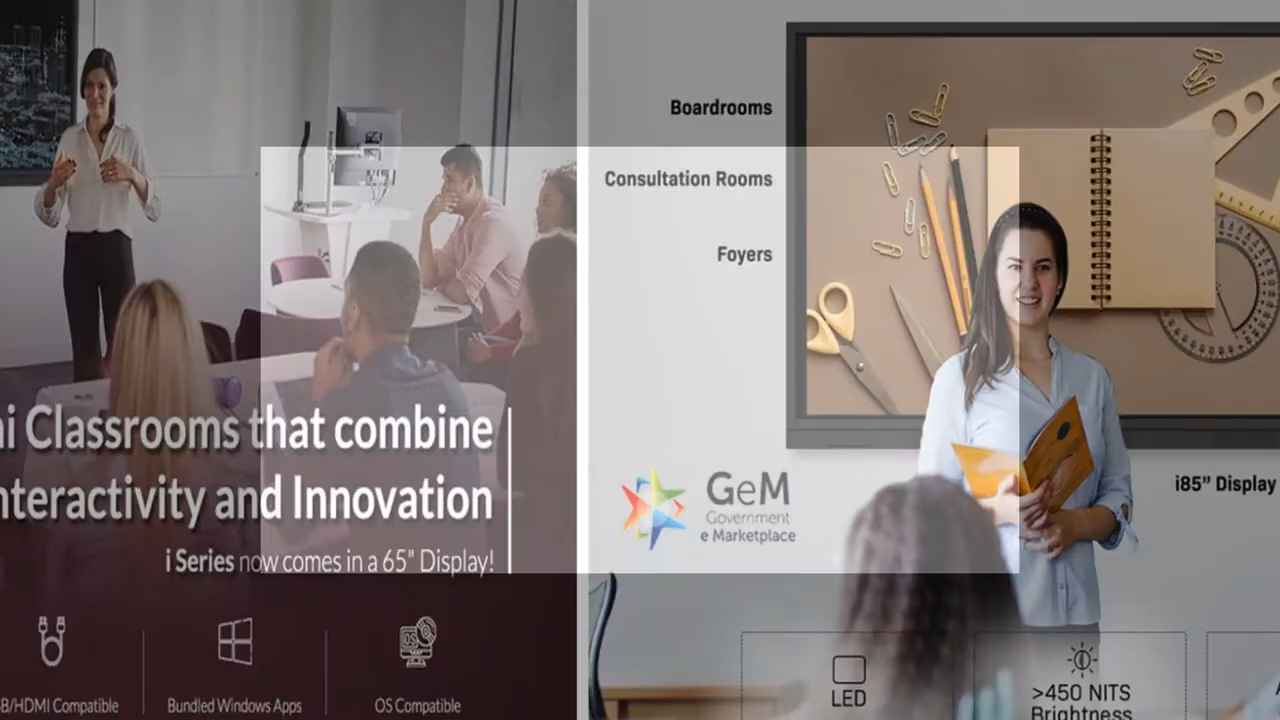 Classrooms that combine
and Innovation
i Series now comes in a 65” Display!
HDMI Compatible
Bundled Windows Apps
OS
OS Compatible
Boardrooms
Consultation Rooms
Foyers
GeM
Government
e Marketplace
i85” Display
LED
>450 NITS
Brightness